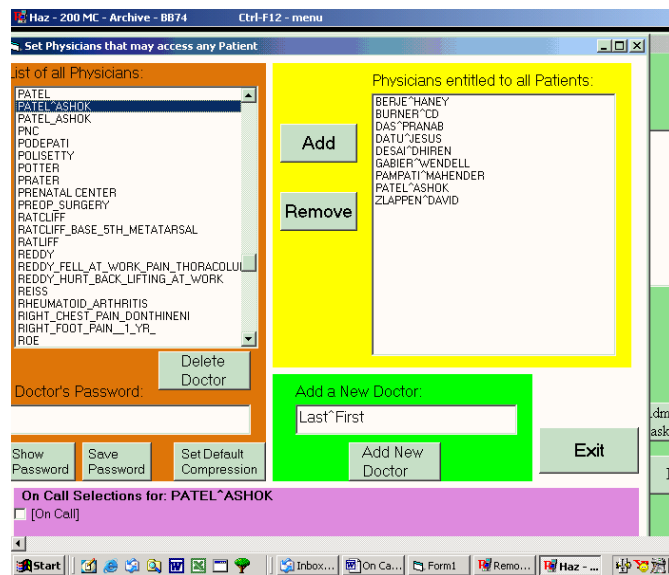 Haz - 200 MC - Archive - BB74 Ctrl-F12 - menu
Set Physicians that may access any Patient
List of all Physicians:
PATEL
PATEL^ASHOK
PATEL_ASHOK
PNC
PODEPATI
POLISETTY
POTTER
PRATER
PRENATAL CENTER
PREOP_SURGERY
RATCLIFF
RATCLIFF_BASE_5TH_METATARSAL
RATLIFF
REDDY
REDDY_FELL_AT_WORK_PAIN_THORACOLU
REDDY_HURT_BACK_LIFTING_AT_WORK
REISS
RHEUMATOID_ARTHRITIS
RIGHT_CHEST_PAIN_DONTHINENI
RIGHT_FOOT_PAIN__1_YR_
ROE
Delete
Doctor
Doctor's Password:
Show
Password
Save
Password
Set Default
Compression
Add
Remove
Physicians entitled to all Patients:
BERJE^HANEY
BURNER^CD
DAS^PRANAB
DATU^JESUS
DESAI^DHIREN
GABIER^WENDELL
PAMPATI^MAHENDER
PATEL^ASHOK
ZLAPPEN^DAVID
Add a New Doctor:
Last^First
Add New
Doctor
Exit
On Call Selections for: PATEL^ASHOK
[On Call]
Start Inbox... On Ca... Form1 Remo... Haz - ...